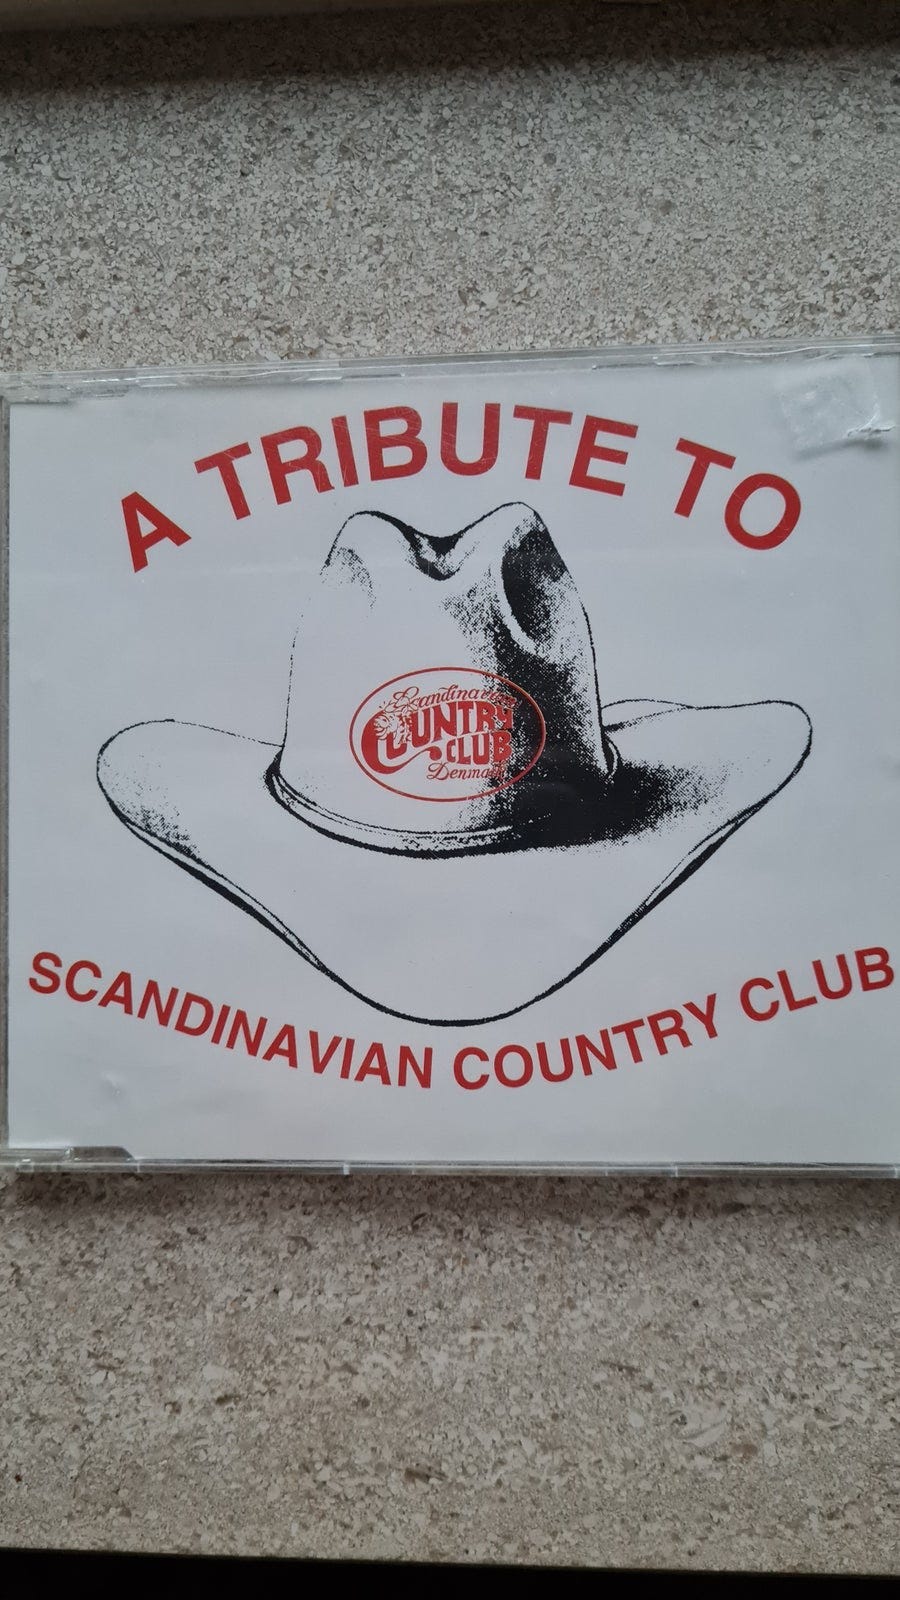 A TRIBUTE TO
Scandinavian
COUNTRY
CLUB
Denmark
SCANDINAVIAN COUNTRY CLUB